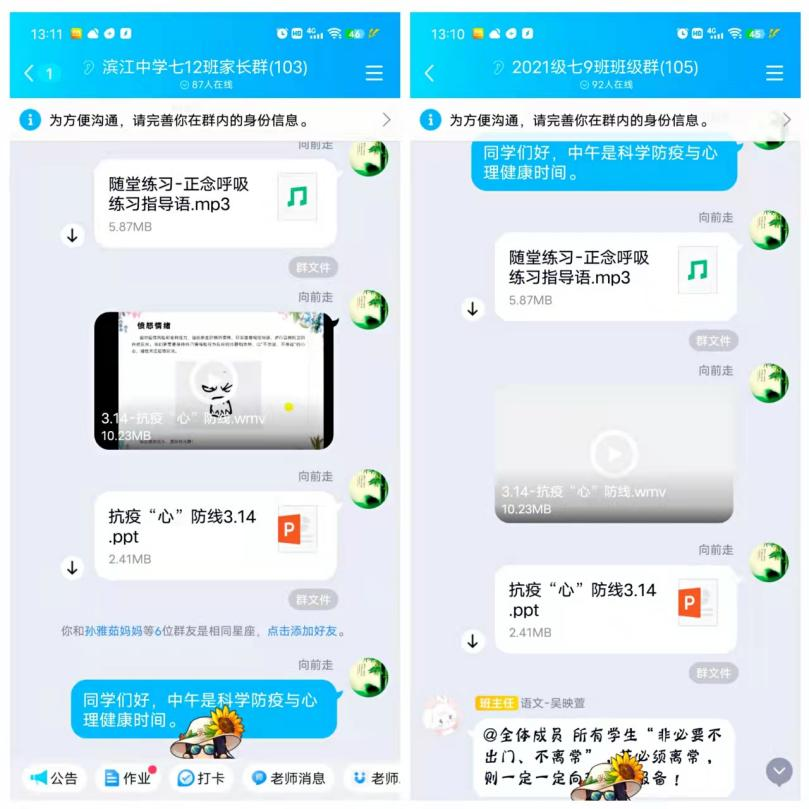 13:11
4G
46
1
滨江中学七12班家长群(103)
87人在线
为方便沟通，请完善你在群内的身份信息。
向前走
随堂练习-正念呼吸
练习指导语.mp3
5.87MB
群文件
向前走
愤怒情绪
3.14-抗疫“心”防线.wmv
10.23MB
向前走
抗疫“心”防线3.14
.ppt
P
2.41MB
群文件
你和孙雅茹妈妈等6位群友是相同星座，点击添加好友。
向前走
同学们好，中午是科学防疫与心
理健康时间。
公告
作业
打卡
老师消息
老师
13:10
4G
45
2021级七9班班级群(105)
92人在线
为方便沟通，请完善你在群内的身份信息。
同学们好，中午是科学防疫与心
理健康时间。
向前走
随堂练习-正念呼吸
练习指导语.mp3
5.87MB
群文件
向前走
3.14-抗疫“心”防线.wmv
10.23MB
向前走
抗疫“心”防线3.14
.ppt
P
2.41MB
群文件
班主任 语文-吴映萱
@全体成员 所有学生“非必要不
出门、不离常”，若必须离常，
则一定一定向 报备！